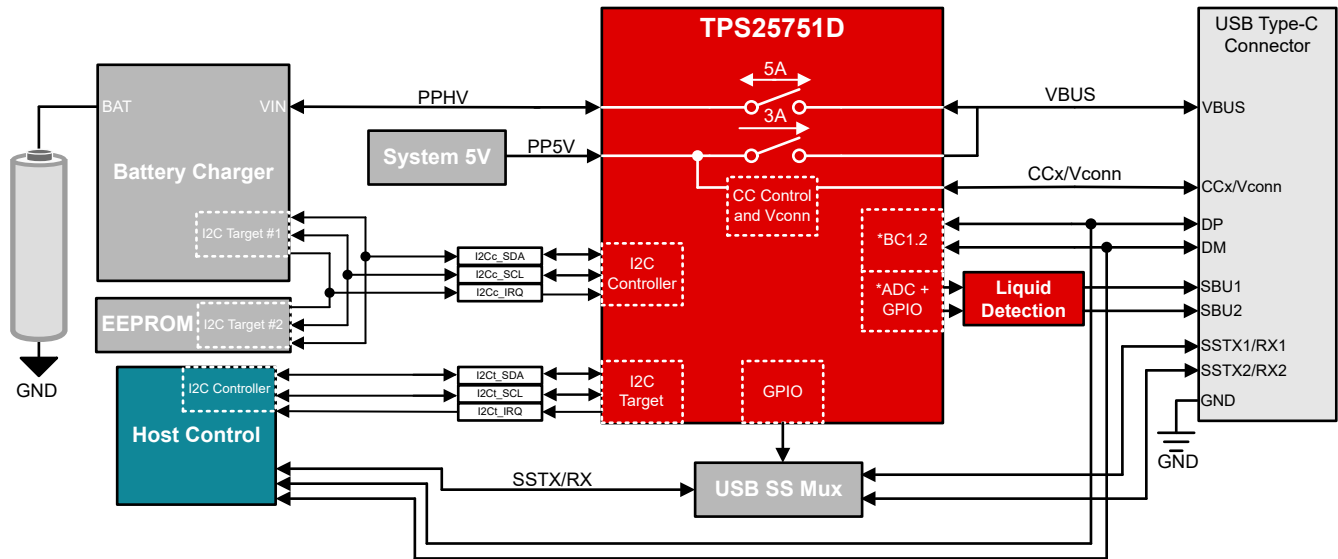 TPS25751D
USB Type-C
Connector
5A
BAT
VIN
PPHV
VBUS
VBUS
3A
System 5V
PP5V
Battery Charger
CC Control
and Vconn
CCx/Vconn
CCx/Vconn
I2C Target #1
*BC1.2
DP
DM
I2Cc_SDA
I2Cc_SCL
I2Cc_IRQ
I2C
Controller
*ADC +
GPIO
Liquid
Detection
SBU1
SBU2
EEPROM
I2C Target #2
SSTX1/RX1
SSTX2/RX2
GND
GND
GND
I2C Controller
I2Ct_SDA
I2Ct_SCL
I2Ct_IRQ
I2C
Target
GPIO
Host Control
SSTX/RX
USB SS Mux